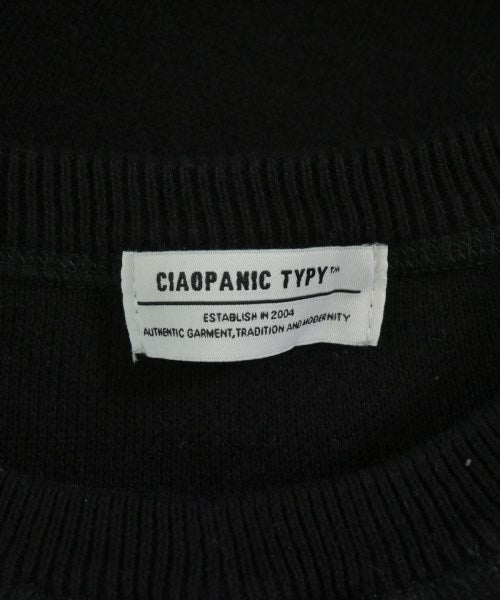 CIAOPANIC TYPY™
ESTABLISH IN 2004
AUTHENTIC GARMENT, TRADITION AND MODERNITY